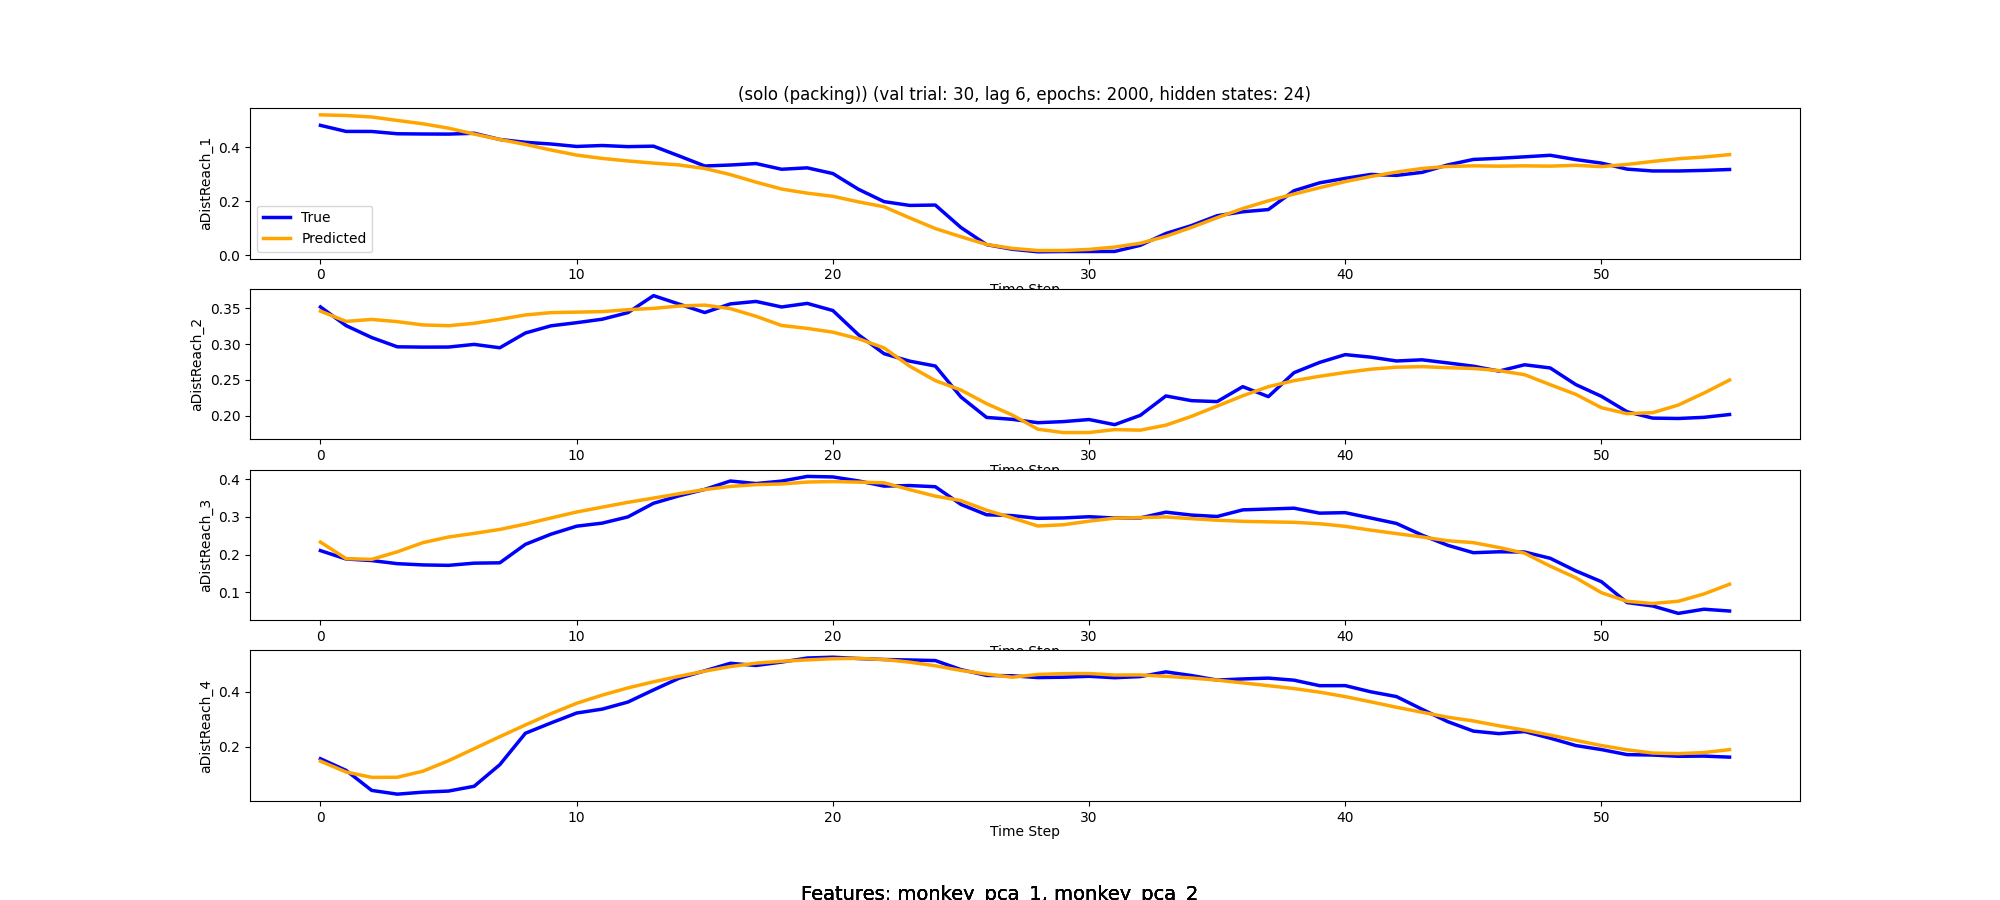 (solo (packing)) (val trial: 30, lag 6, epochs: 2000, hidden states: 24)
aDistReach_1
0.4
0.2
0.0
True
Predicted
0 10 20 30 40 50
Time Step
aDistReach_2
0.35
0.30
0.25
0.20
0 10 20 30 40 50
Time Step
aDistReach_3
0.4
0.3
0.2
0.1
0 10 20 30 40 50
Time Step
aDistReach_4
0.4
0.2
0 10 20 30 40 50
Time Step
Features: monkey_pca_1, monkey_pca_2